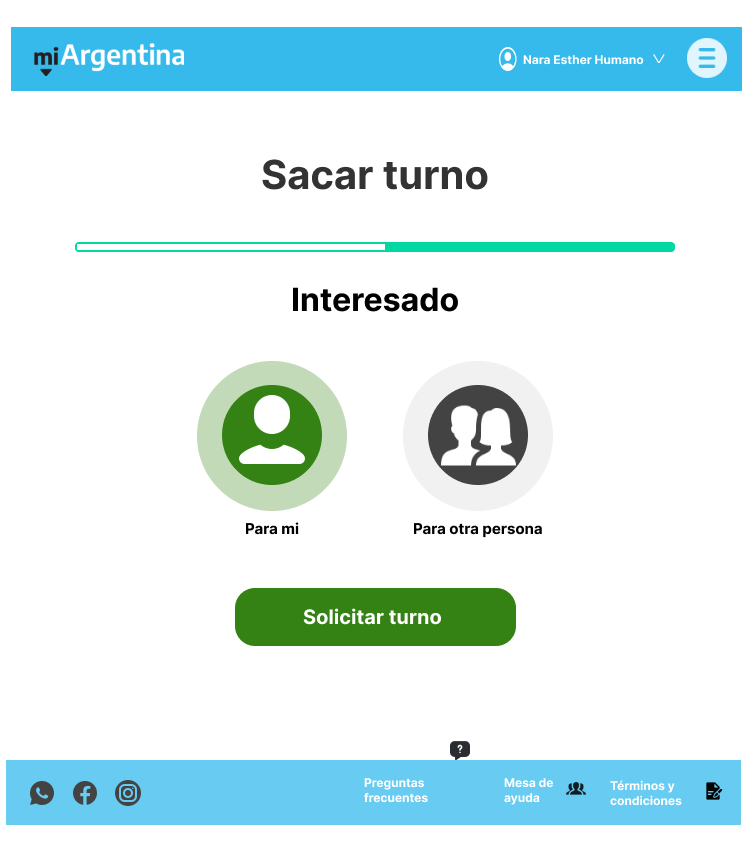 miArgentina
Nara Esther Humano
Sacar turno
Interesado
Para mi
Para otra persona
Solicitar turno
?
Preguntas
frecuentes
Mesa de
ayuda
Términos y
condiciones